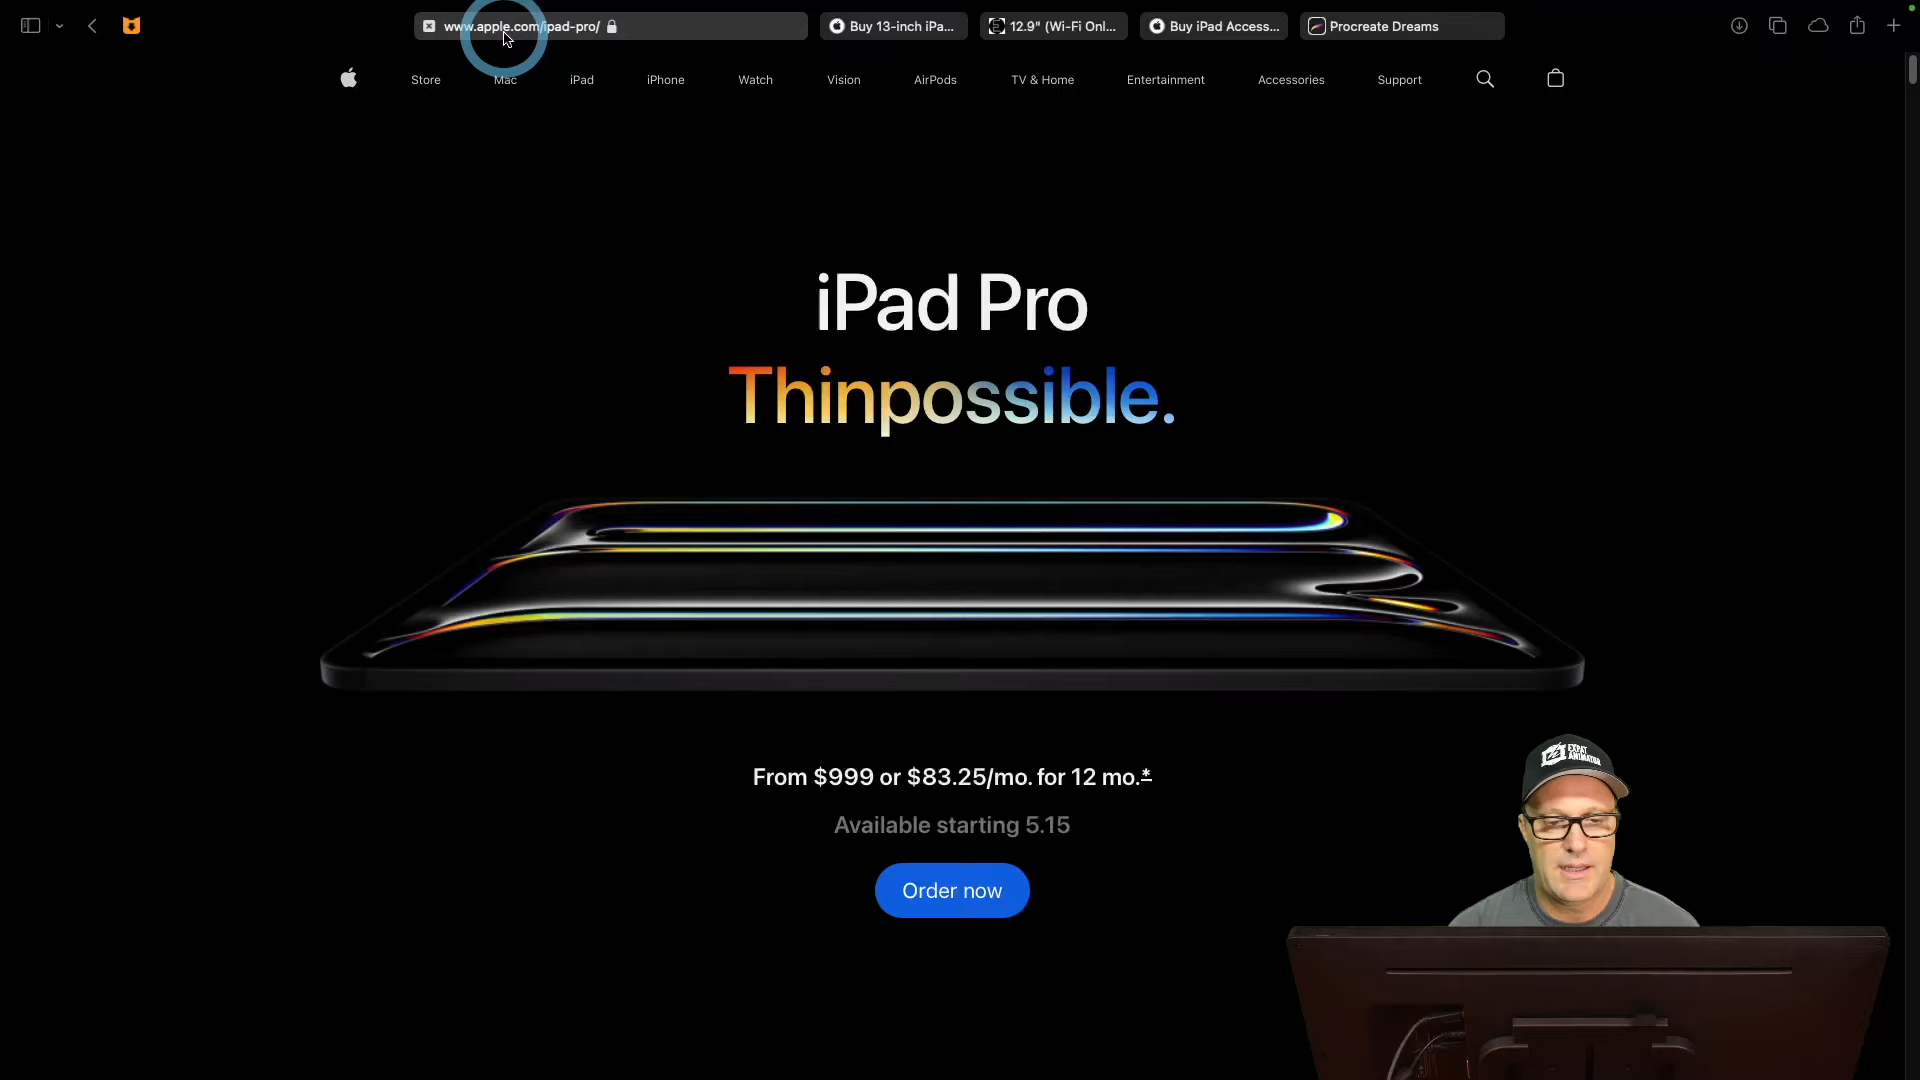 www.apple.com/ipad-pro/
Buy 13-inch iPa...
12.9" (Wi-Fi Onl...
Buy iPad Access...
Procreate Dreams
Store
Mac
iPad
iPhone
Watch
Vision
AirPods
TV & Home
Entertainment
Accessories
Support
iPad Pro
Thinpossible.
From $999 or $83.25/mo. for 12 mo.*
Available starting 5.15
Order now
EXPAT
ANIMATOR